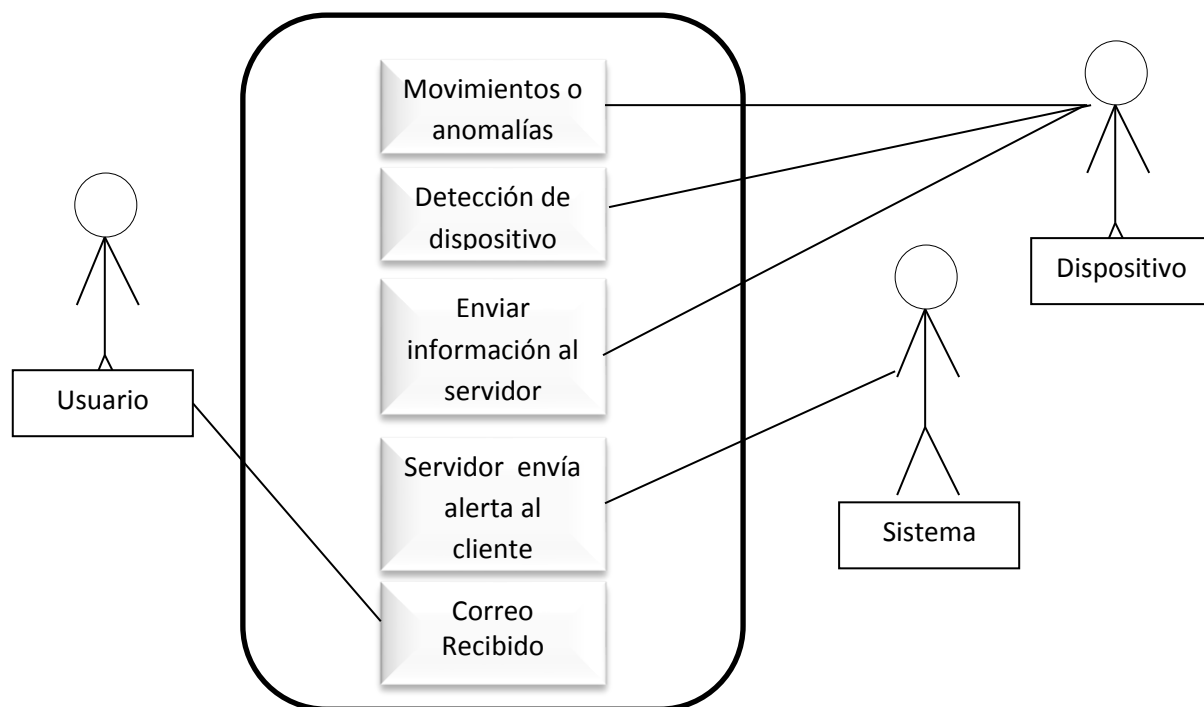 Movimientos o
anomalías
Detección de
dispositivo
Enviar
información al
servidor
Servidor envía
alerta al
cliente
Correo
Recibido
Usuario
Dispositivo
Sistema